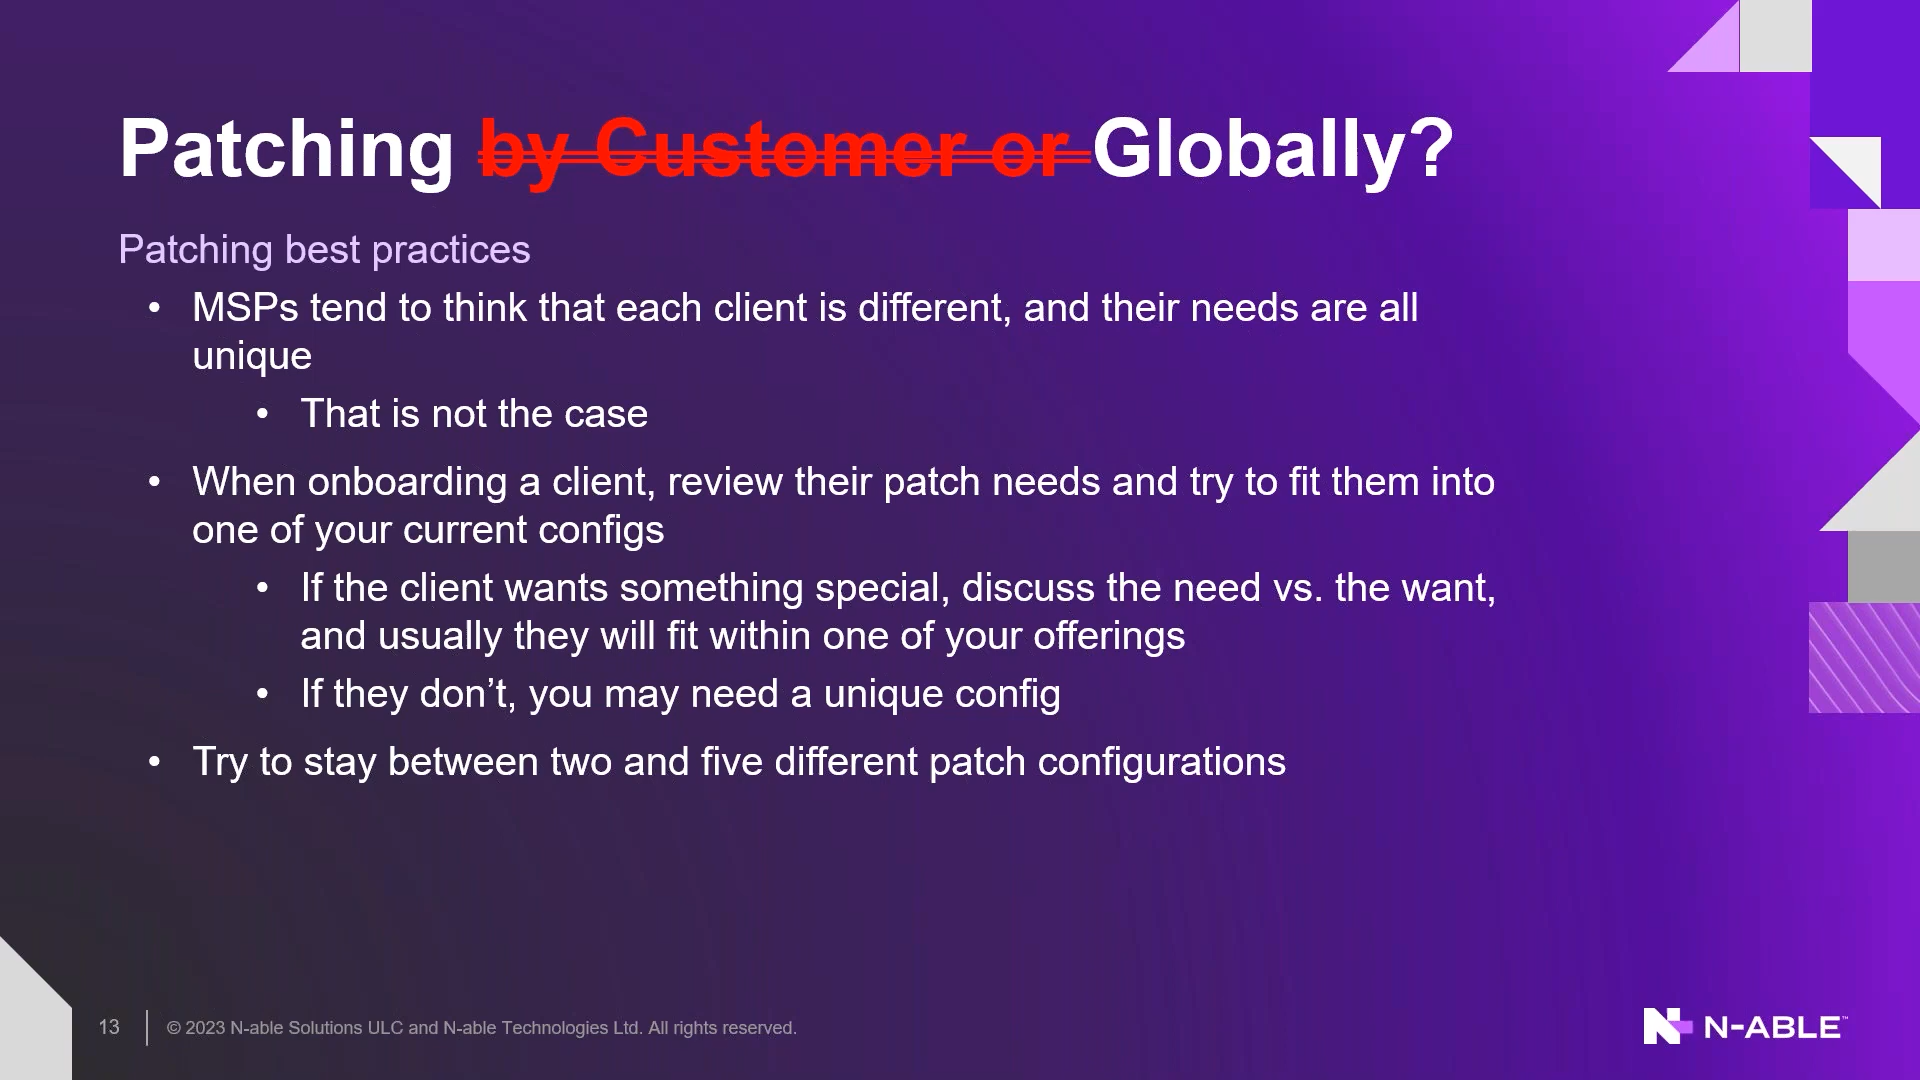 Patching by Customer or Globally?
Patching best practices
• MSPs tend to think that each client is different, and their needs are all
unique
• That is not the case
• When onboarding a client, review their patch needs and try to fit them into
one of your current configs
• If the client wants something special, discuss the need vs. the want,
and usually they will fit within one of your offerings
• If they don’t, you may need a unique config
• Try to stay between two and five different patch configurations
13 © 2023 N-able Solutions ULC and N-able Technologies Ltd. All rights reserved.
N-ABLE™